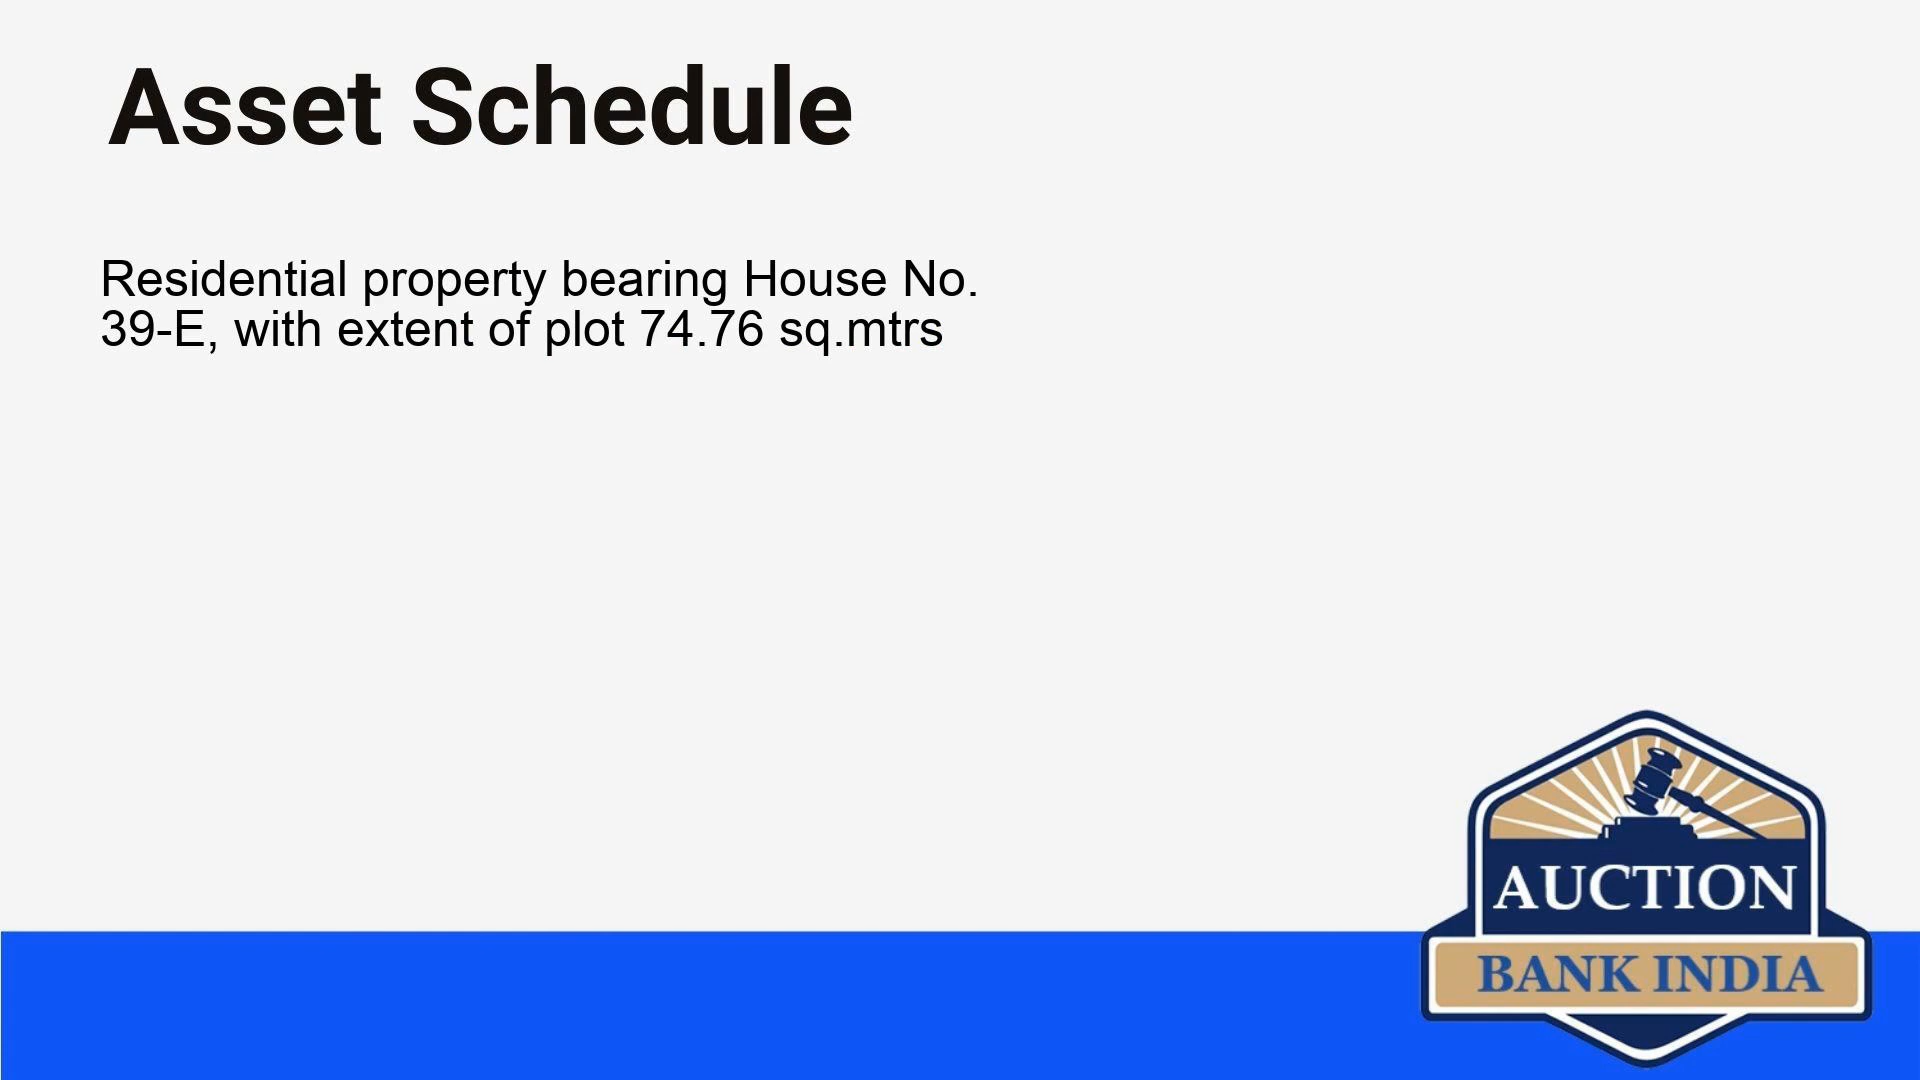 Asset Schedule
Residential property bearing House No.
39-E, with extent of plot 74.76 sq.mtrs
AUCTION
BANK INDIA